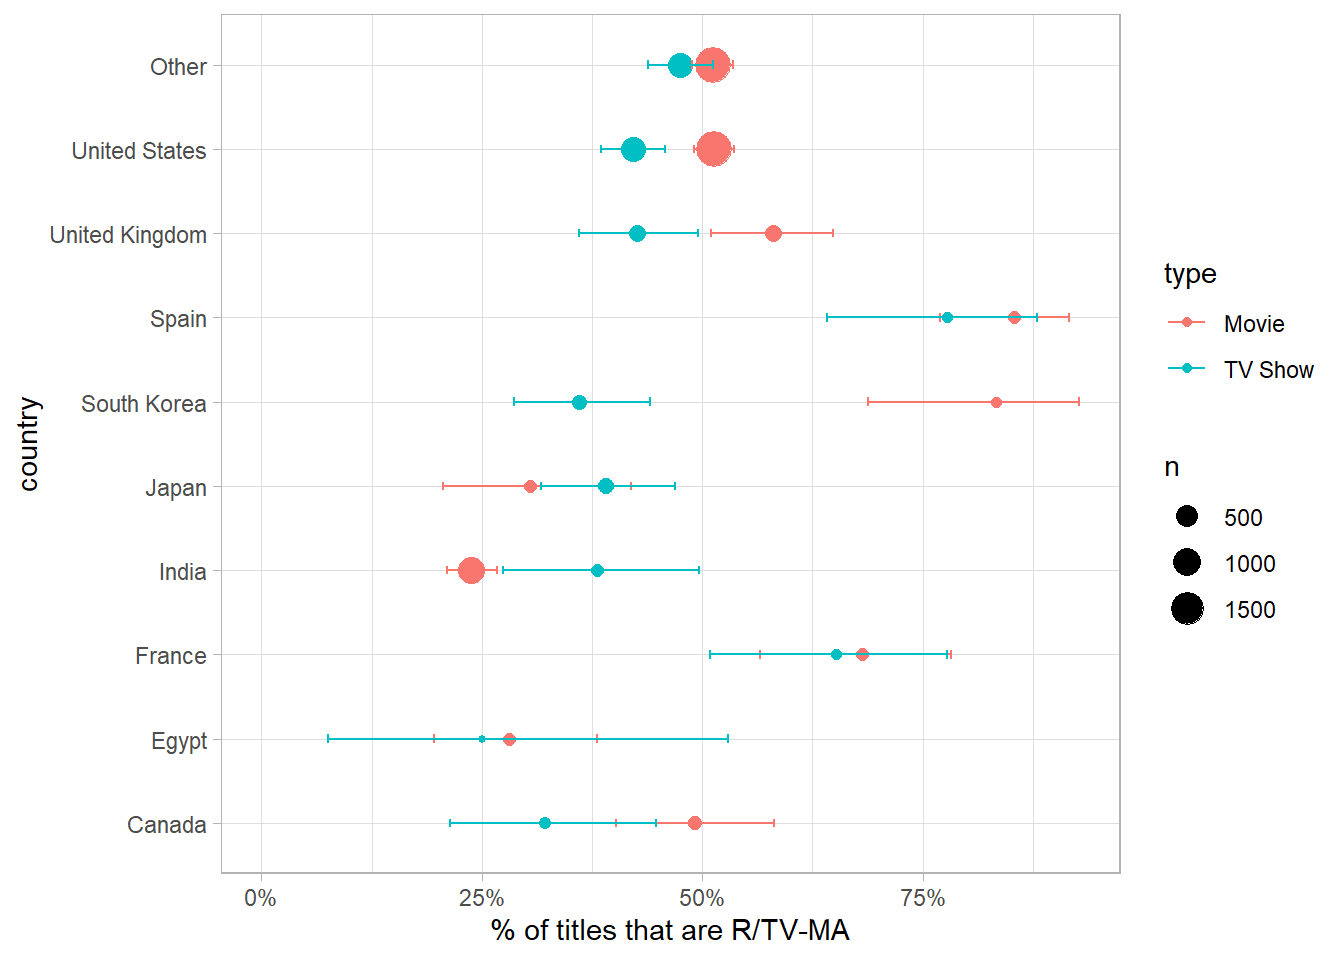 Other
United States
United Kingdom
Spain
South Korea
Japan
India
France
Egypt
Canada
country
0%
25%
50%
75%
% of titles that are R/TV-MA
type
Movie
TV Show
n
500
1000
1500